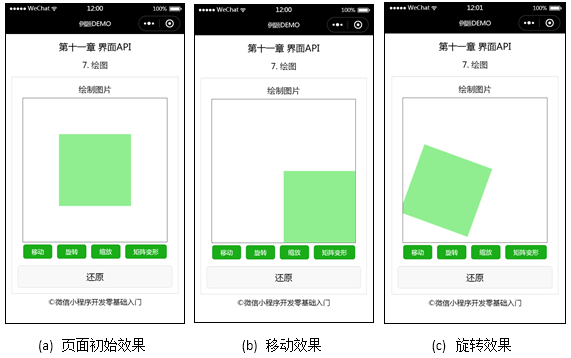 ●●●●● WeChat 12:00 100%
例题DEMO
第十一章 界面API
7. 绘图
绘制图片
移动 旋转 缩放 矩阵变形
还原
©微信小程序开发零基础入门
(a) 页面初始效果
●●●●● WeChat 12:00 100%
例题DEMO
第十一章 界面API
7. 绘图
绘制图片
移动 旋转 缩放 矩阵变形
还原
©微信小程序开发零基础入门
(b) 移动效果
●●●●● WeChat 12:01 100%
例题DEMO
第十一章 界面API
7. 绘图
绘制图片
移动 旋转 缩放 矩阵变形
还原
©微信小程序开发零基础入门
(c) 旋转效果